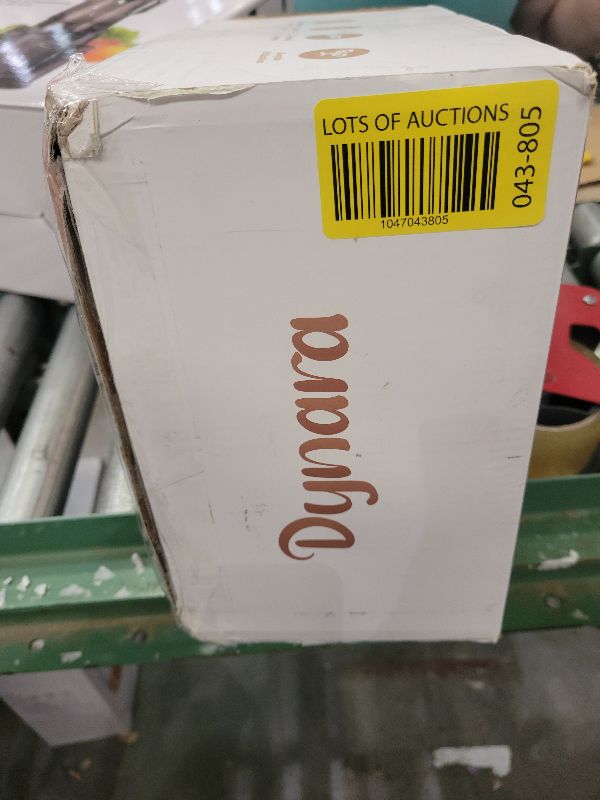 LOTS OF AUCTIONS
043-805
1047043805
Dynara